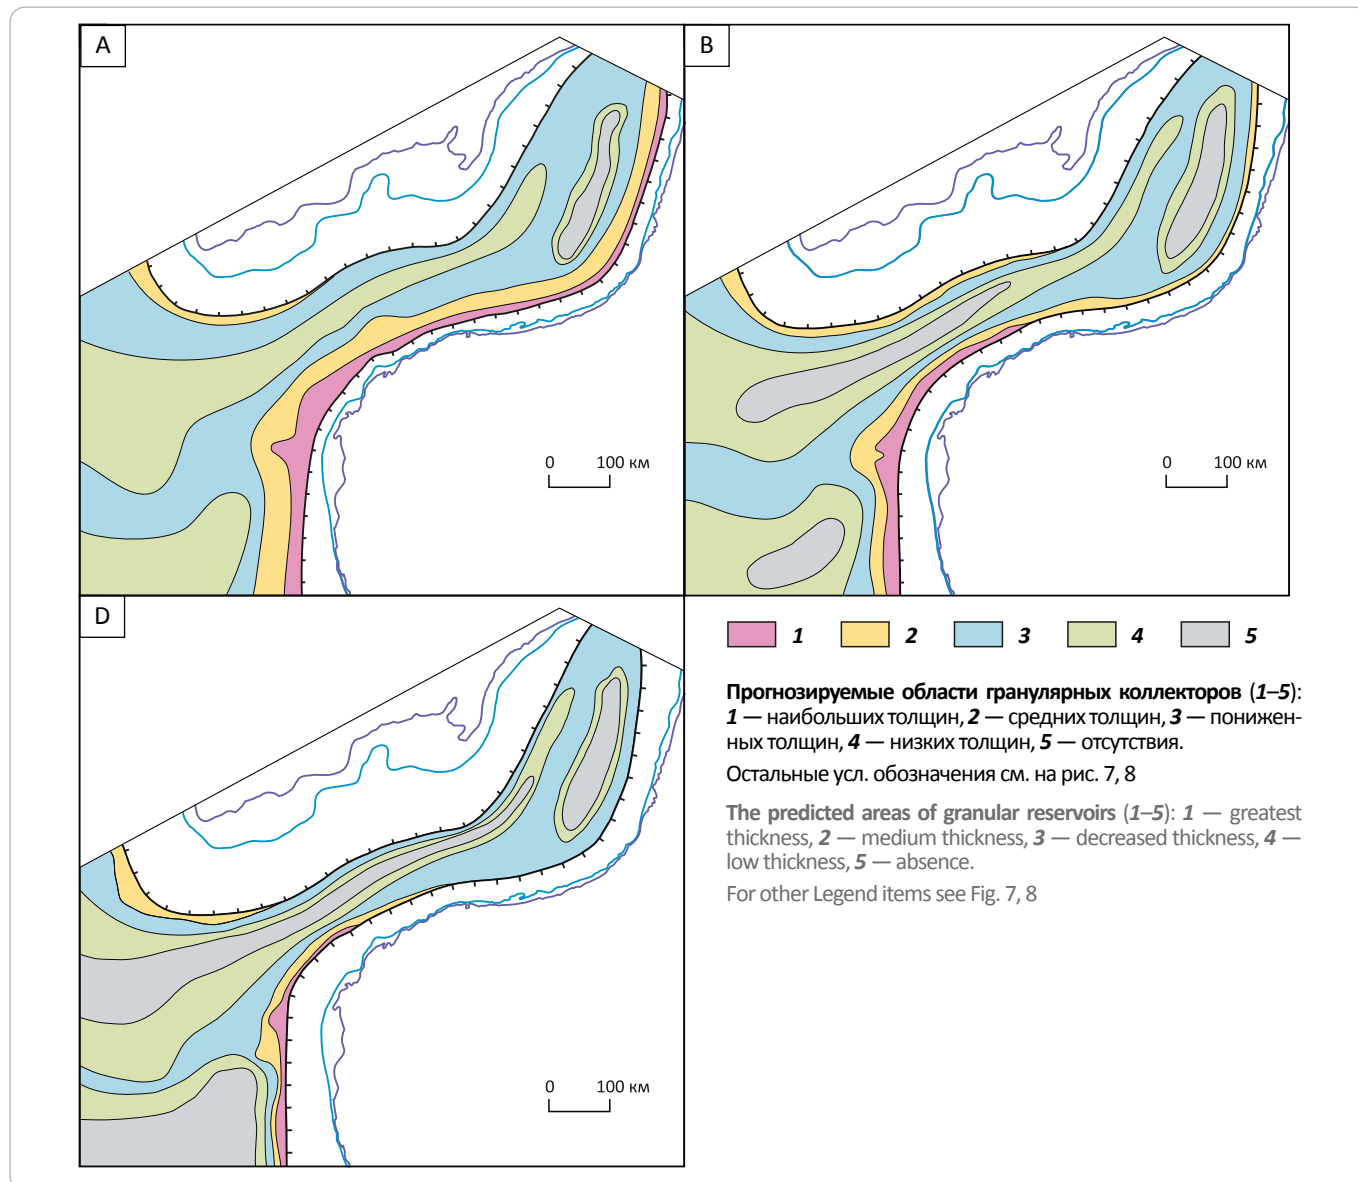 A
B
0 100 км
0 100 км
D
0 100 км
1 2 3 4 5
Прогнозируемые области гранулярных коллекторов (1—5):
1 — наибольших толщин, 2 — средних толщин, 3 — понижен-
ных толщин, 4 — низких толщин, 5 — отсутствия.
Остальные усл. обозначения см. на рис. 7, 8
The predicted areas of granular reservoirs (1—5): 1 — greatest
thickness, 2 — medium thickness, 3 — decreased thickness, 4 —
low thickness, 5 — absence.
For other Legend items see Fig. 7, 8